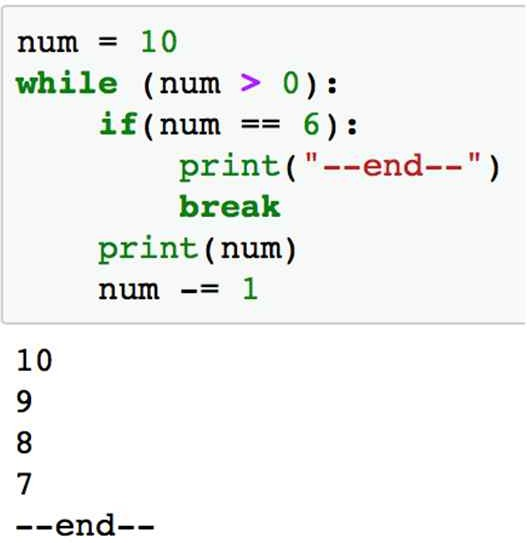 num = 10
while (num > 0):
    if(num == 6):
        print("--end--")
        break
    print(num)
    num -= 1
10
9
8
7
--end--